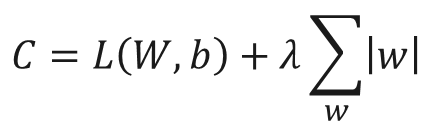 C = L(W, b) + λ ∑_w |w|